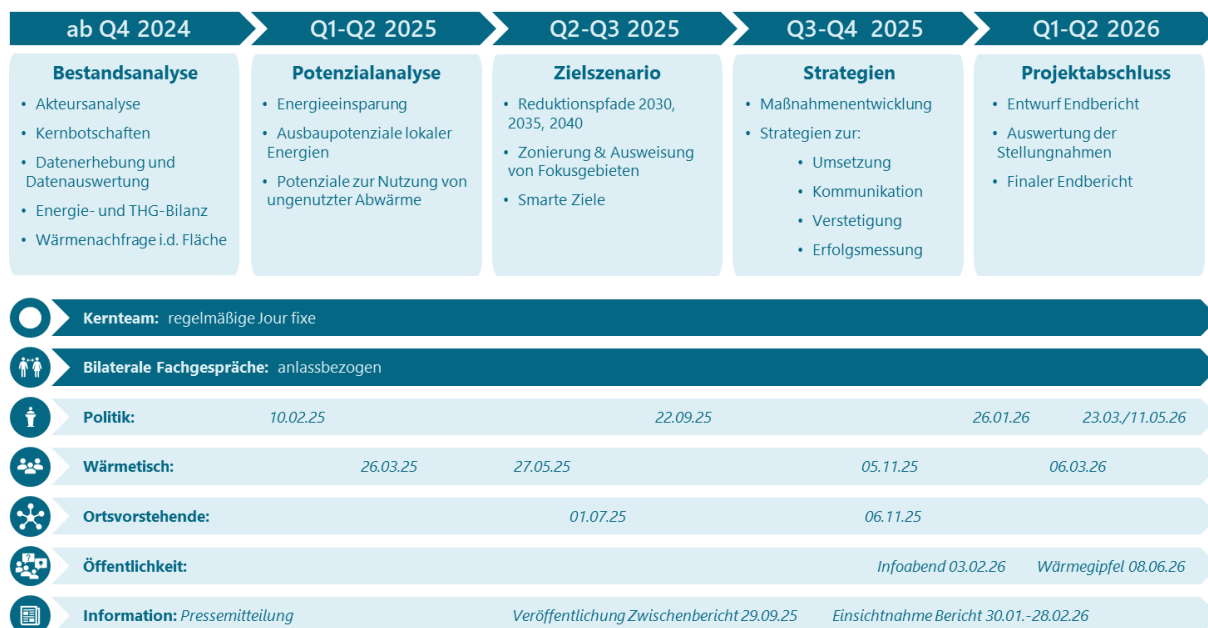 ab Q4 2024
Q1-Q2 2025
Q2-Q3 2025
Q3-Q4 2025
Q1-Q2 2026
Bestandsanalyse
• Akteursanalyse
• Kernbotschaften
• Datenerhebung und
Datenauswertung
• Energie- und THG-Bilanz
• Wärmenachfrage i.d. Fläche
Potenzialanalyse
• Energieeinsparung
• Ausbaupotenziale lokaler
Energien
• Potenziale zur Nutzung von
ungenutzter Abwärme
Zielszenario
• Reduktionspfade 2030,
2035, 2040
• Zonierung & Ausweisung
von Fokusgebieten
• Smarte Ziele
Strategien
• Maßnahmenentwicklung
• Strategien zur:
• Umsetzung
• Kommunikation
• Verstetigung
• Erfolgsmessung
Projektabschluss
• Entwurf Endbericht
• Auswertung der
Stellungnahmen
• Finaler Endbericht
Kernteam: regelmäßige Jour fixe
Bilaterale Fachgespräche: anlassbezogen
Politik: 10.02.25 22.09.25 26.01.26 23.03./11.05.26
Wärmetisch: 26.03.25 27.05.25 05.11.25 06.03.26
Ortsvorstehende: 01.07.25 06.11.25
?
Öffentlichkeit: Infoabend 03.02.26 Wärmegipfel 08.06.26
Information: Pressemitteilung Veröffentlichung Zwischenbericht 29.09.25 Einsichtnahme Bericht 30.01.-28.02.26